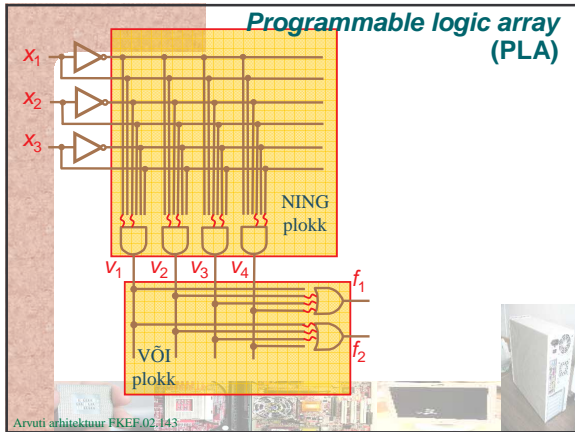 Programmable logic array
(PLA)
x1
x2
x3
NING
plokk
v1 v2 v3 v4
f1
f2
VÕI
plokk
Arvuti arhitektuur FKEF.02.143